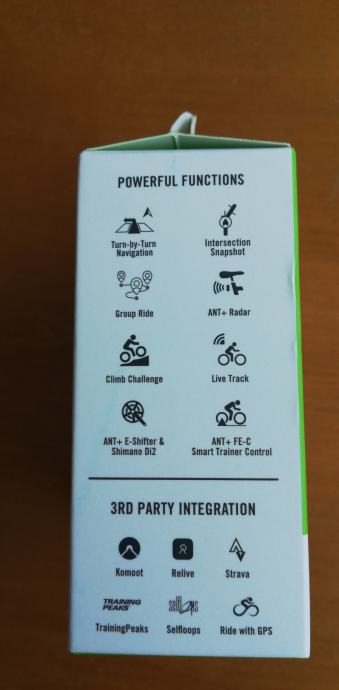 POWERFUL FUNCTIONS
Turn-by-Turn
Navigation
Intersection
Snapshot
Group Ride
ANT+ Radar
Climb Challenge
Live Track
ANT+ E-Shifter &
Shimano Di2
ANT+ FE-C
Smart Trainer Control
3RD PARTY INTEGRATION
Komoot
Relive
Strava
TRAINING
PEAKS
selfloops
TrainingPeaks
Selfloops
Ride with GPS